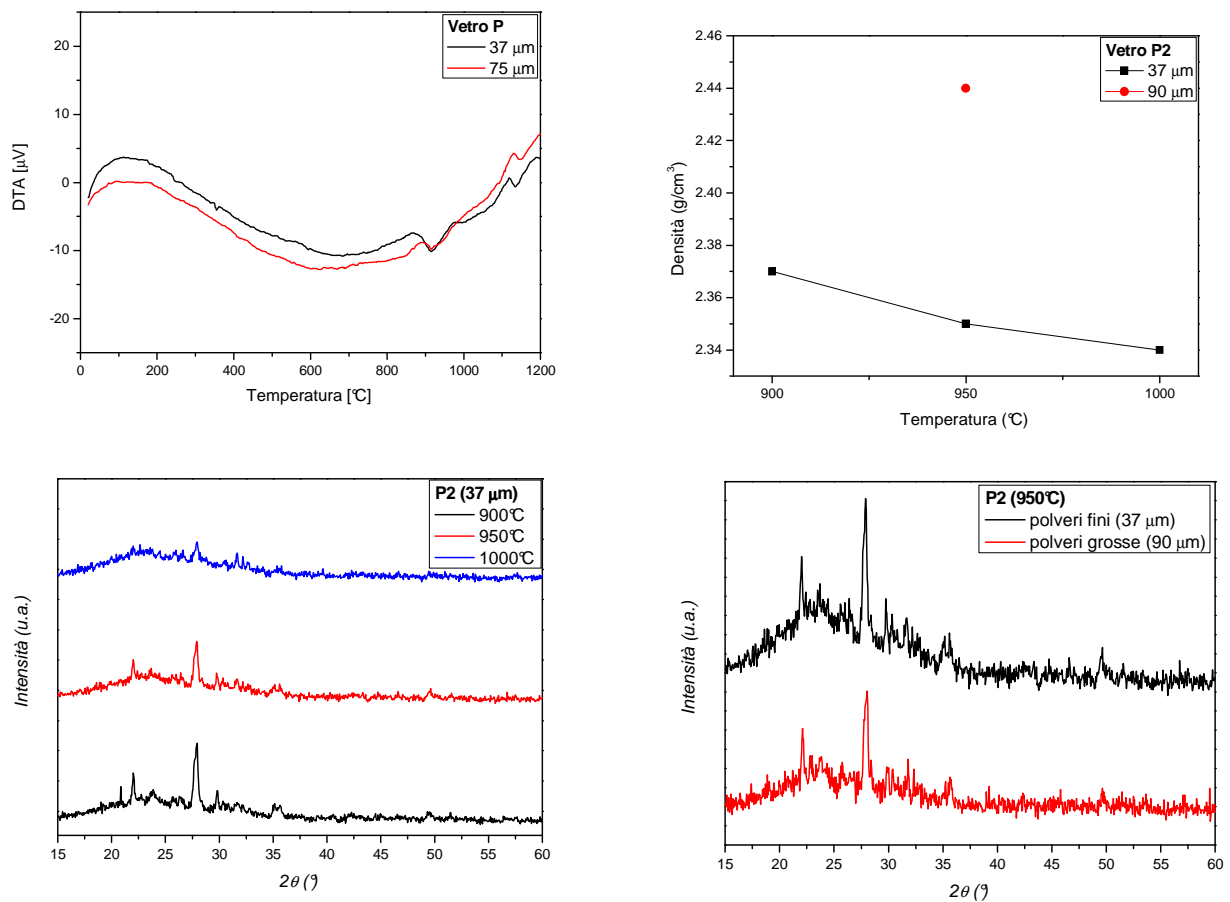 Vetro P
37 µm
75 µm
20
10
0
-10
-20
DTA [µV]
0
200
400
600
800
1000
1200
Temperatura [°C]
Vetro P2
37 µm
90 µm
2.46
2.44
2.42
2.40
2.38
2.36
2.34
Densità (g/cm³)
900
950
1000
Temperatura (°C)
P2 (37 µm)
900°C
950°C
1000°C
Intensità (u.a.)
15
20
25
30
35
40
45
50
55
60
2θ (°)
P2 (950°C)
polveri fini (37 µm)
polveri grosse (90 µm)
Intensità (u.a.)
15
20
25
30
35
40
45
50
55
60
2θ (°)